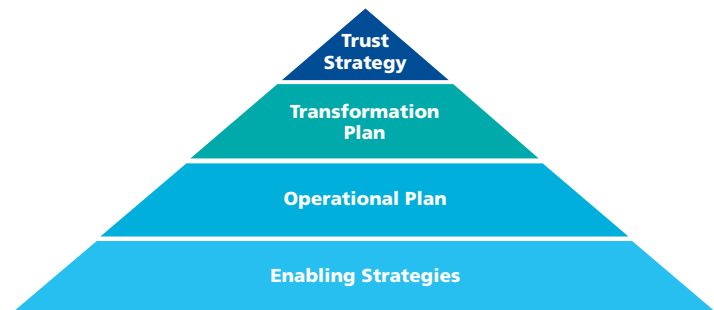 Trust
Strategy
Transformation
Plan
Operational Plan
Enabling Strategies